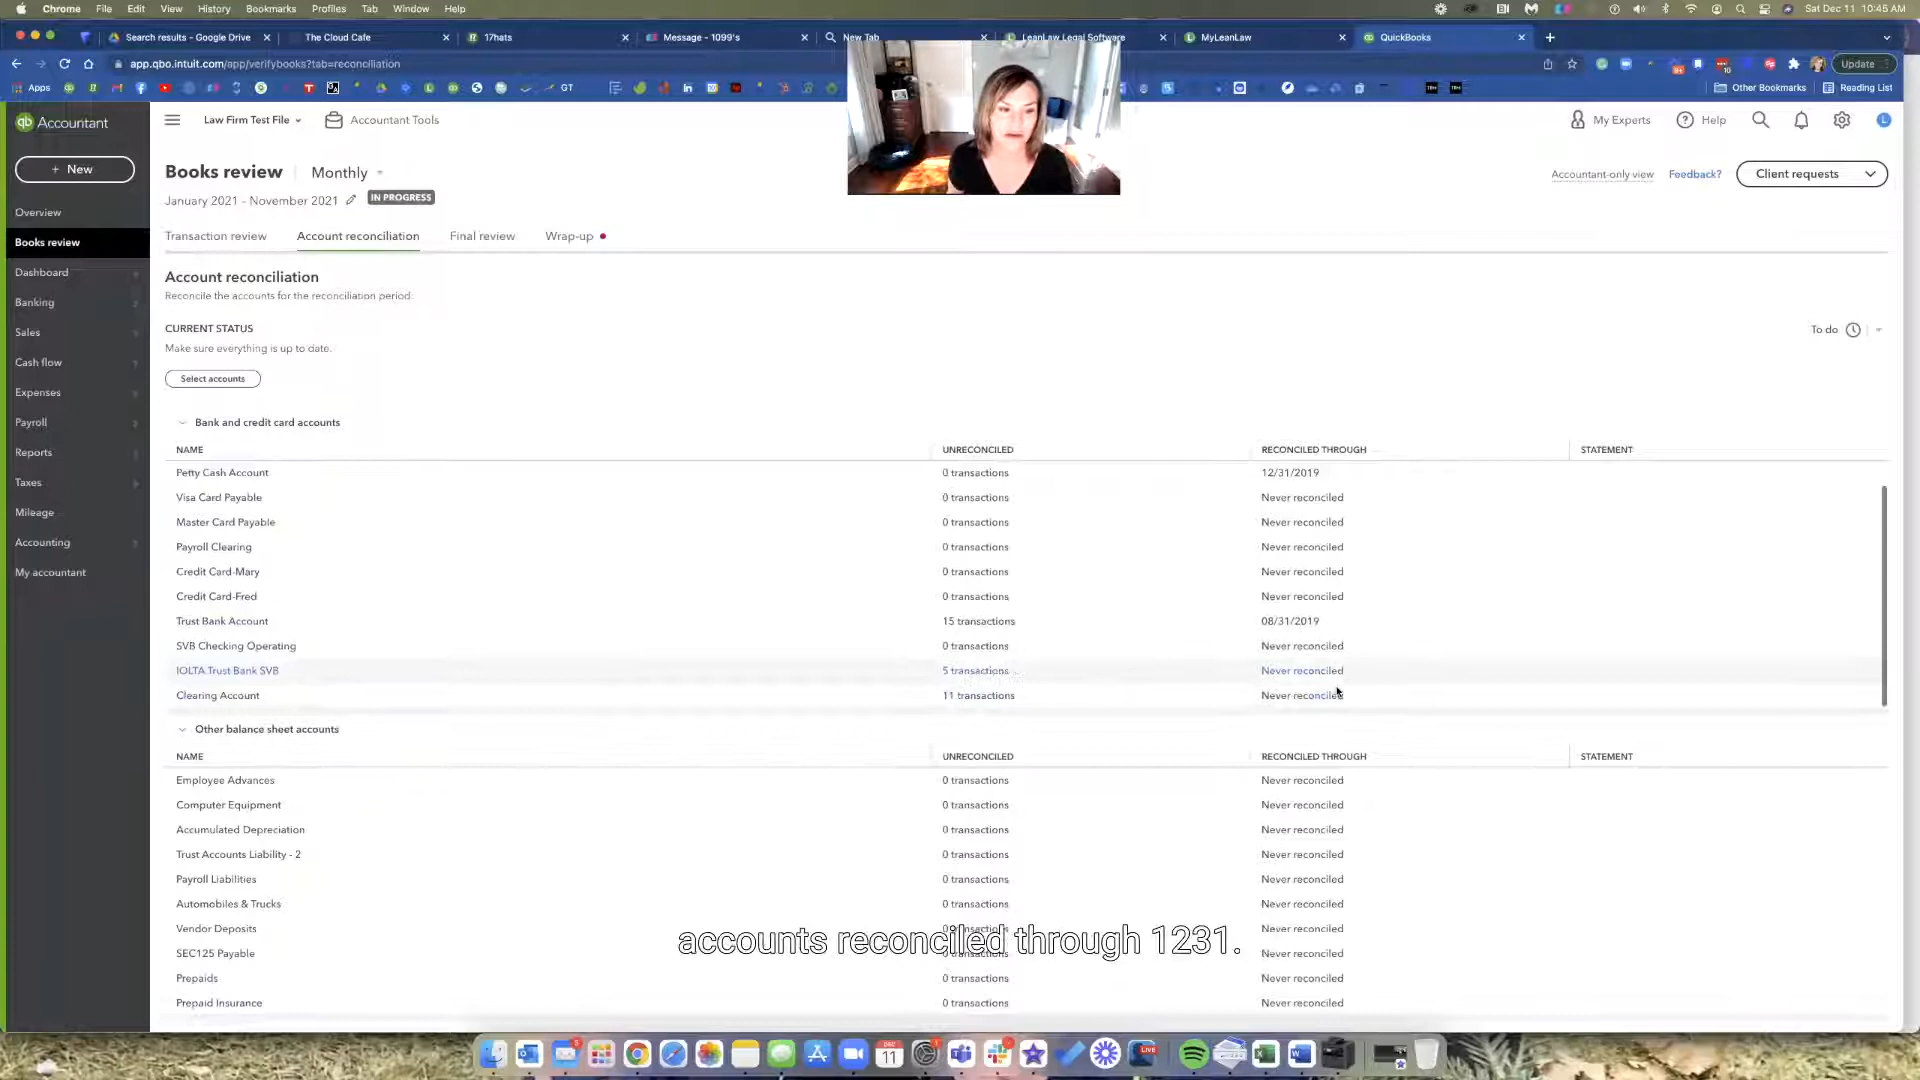 Chrome File Edit View History Bookmarks Profiles Tab Window Help
Sat Dec 11 10:45 AM
Search results - Google Drive
The Cloud Cafe
17hats
Message - 1099's
New Tab
LeanLaw Legal Software
MyLeanLaw
QuickBooks
app.qbo.intuit.com/app/verifybooks?tab=reconciliation
Update
Apps
GT
Other Bookmarks
Reading List
qb Accountant
Law Firm Test File
Accountant Tools
My Experts
Help
L
+ New
Books review
Monthly
Accountant-only view
Feedback?
Client requests
January 2021 - November 2021
IN PROGRESS
Overview
Books review
Dashboard
Banking
Sales
Cash flow
Expenses
Payroll
Reports
Taxes
Mileage
Accounting
My accountant
Transaction review
Account reconciliation
Final review
Wrap-up
Account reconciliation
Reconcile the accounts for the reconciliation period:
CURRENT STATUS
To do
Make sure everything is up to date.
Select accounts
Bank and credit card accounts
NAME UNRECONCILED RECONCILED THROUGH STATEMENT
Petty Cash Account 0 transactions 12/31/2019
Visa Card Payable 0 transactions Never reconciled
Master Card Payable 0 transactions Never reconciled
Payroll Clearing 0 transactions Never reconciled
Credit Card-Mary 0 transactions Never reconciled
Credit Card-Fred 0 transactions Never reconciled
Trust Bank Account 15 transactions 08/31/2019
SVB Checking Operating 0 transactions Never reconciled
IOLTA Trust Bank SVB 5 transactions Never reconciled
Clearing Account 11 transactions Never reconciled
Other balance sheet accounts
NAME UNRECONCILED RECONCILED THROUGH STATEMENT
Employee Advances 0 transactions Never reconciled
Computer Equipment 0 transactions Never reconciled
Accumulated Depreciation 0 transactions Never reconciled
Trust Accounts Liability - 2 0 transactions Never reconciled
Payroll Liabilities 0 transactions Never reconciled
Automobiles & Trucks 0 transactions Never reconciled
Vendor Deposits 0 transactions Never reconciled
accounts reconciled through 1231.
SEC125 Payable 0 transactions Never reconciled
Prepaids 0 transactions Never reconciled
Prepaid Insurance 0 transactions Never reconciled
DEC
11
LIVE